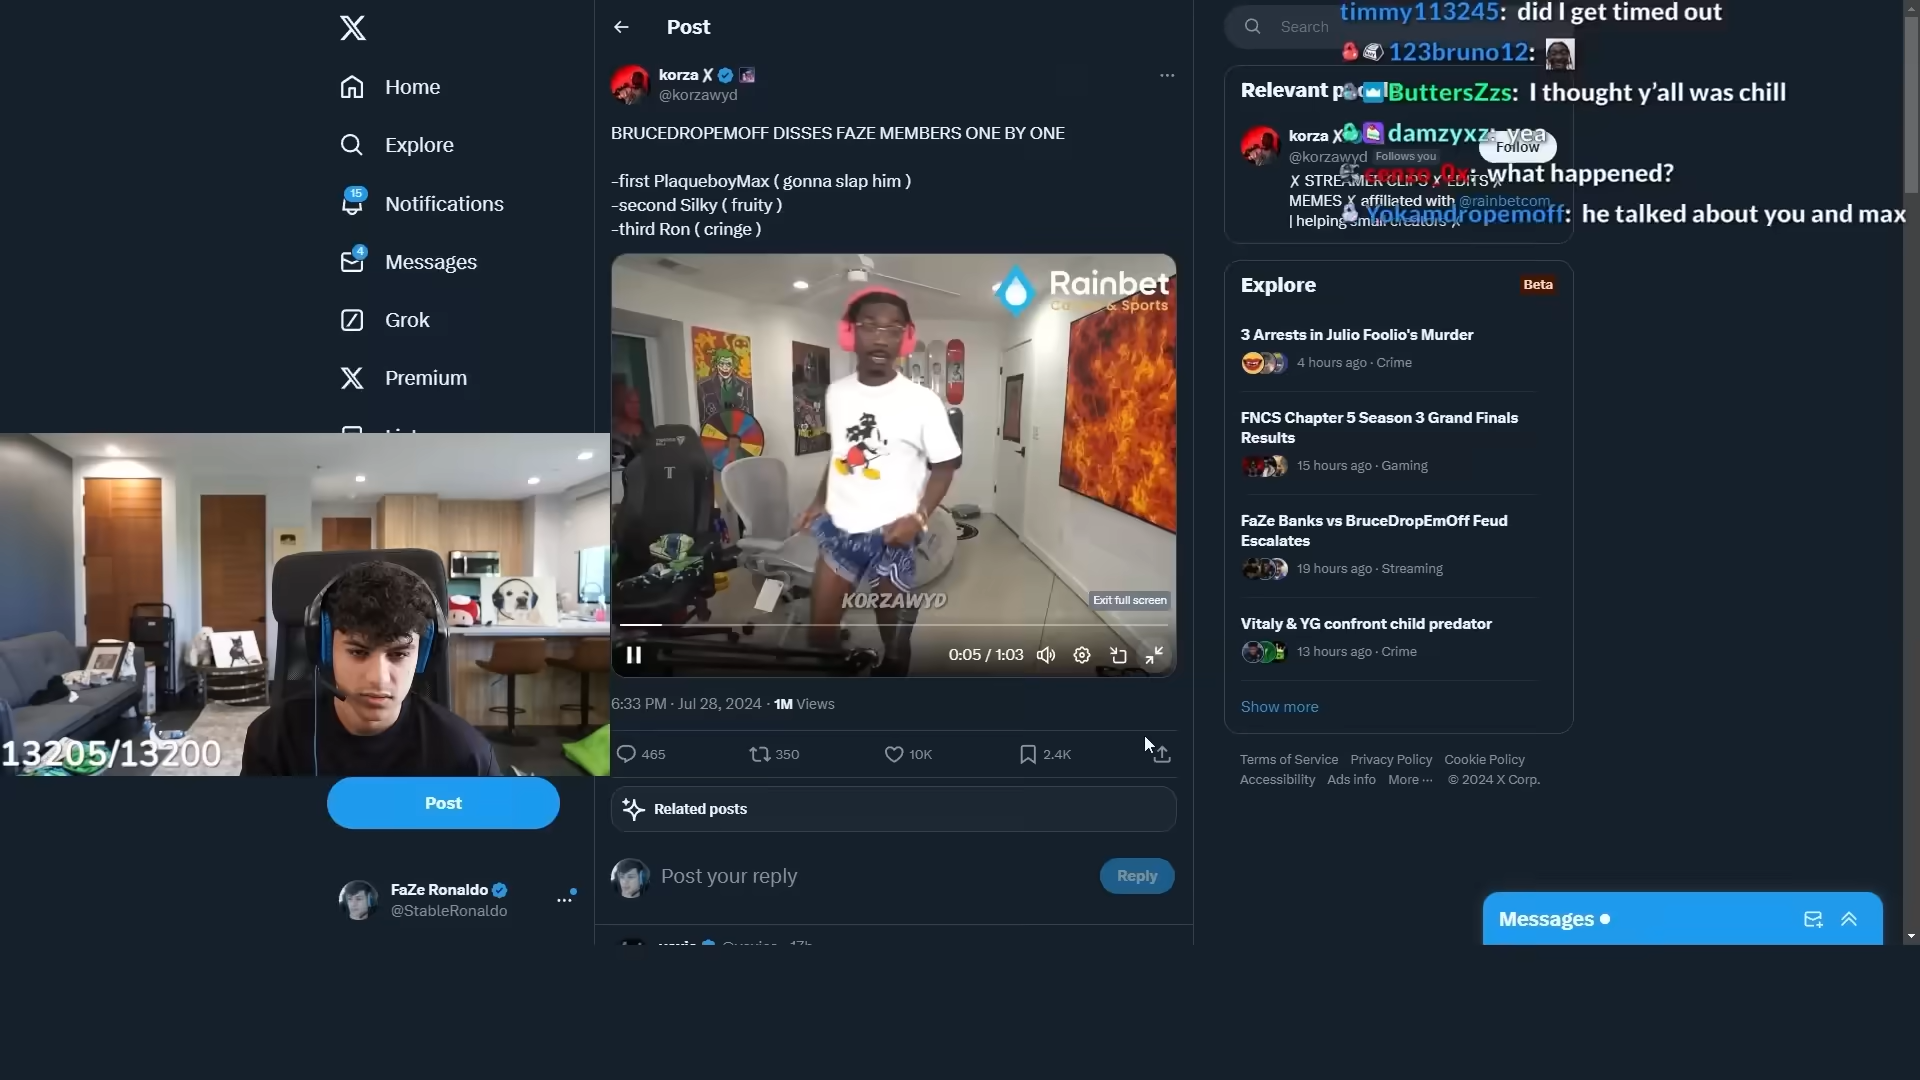 Home
Explore
15
Notifications
4
Messages
Grok
Premium
13205/13200
Post
FaZe Ronaldo
@StableRonaldo
Post
korza X
@korzawyd
BRUCEDROPEMOFF DISSES FAZE MEMBERS ONE BY ONE
-first PlaqueboyMax ( gonna slap him )
-second Silky ( fruity )
-third Ron ( cringe )
Rainbet
& Sports
KORZAWYD
Exit full screen
0:05 / 1:03
6:33 PM · Jul 28, 2024 · 1M Views
465
350
10K
2.4K
Related posts
Post your reply
Reply
Search
timmy113245: did I get timed out
123bruno12:
ButtersZzs: I thought y'all was chill
damzyxz: yea
what happened?
Yokamdropemoff: he talked about you and max
Relevant
korza X
@korzawyd Follows you
Follow
X STREAMER CLIPS X EDITS X
MEMES X affiliated with @rainbetcom
| helping small creators X
Explore
Beta
3 Arrests in Julio Foolio's Murder
4 hours ago · Crime
FNCS Chapter 5 Season 3 Grand Finals
Results
15 hours ago · Gaming
FaZe Banks vs BruceDropEmOff Feud
Escalates
19 hours ago · Streaming
Vitaly & YG confront child predator
13 hours ago · Crime
Show more
Terms of Service Privacy Policy Cookie Policy
Accessibility Ads info More ··· © 2024 X Corp.
Messages